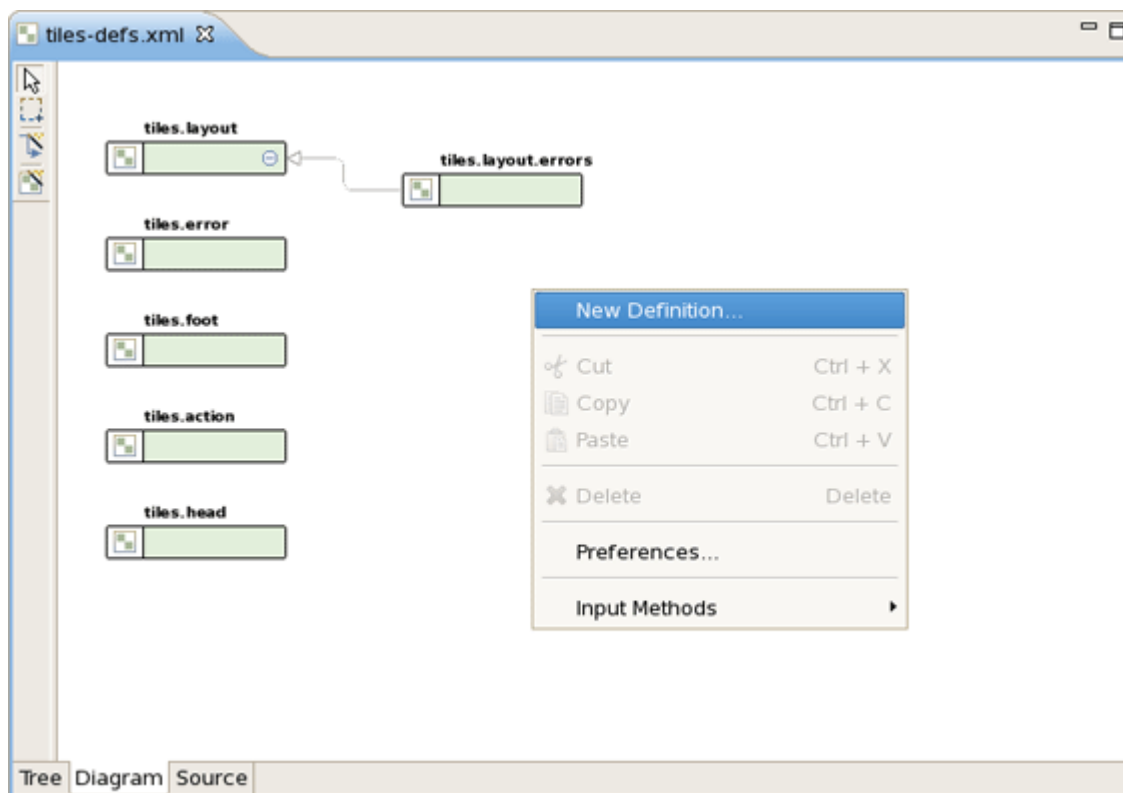 tiles-defs.xml
tiles.layout
tiles.layout.errors
tiles.error
tiles.foot
tiles.action
tiles.head
New Definition...
Cut Ctrl + X
Copy Ctrl + C
Paste Ctrl + V
Delete Delete
Preferences...
Input Methods
Tree Diagram Source